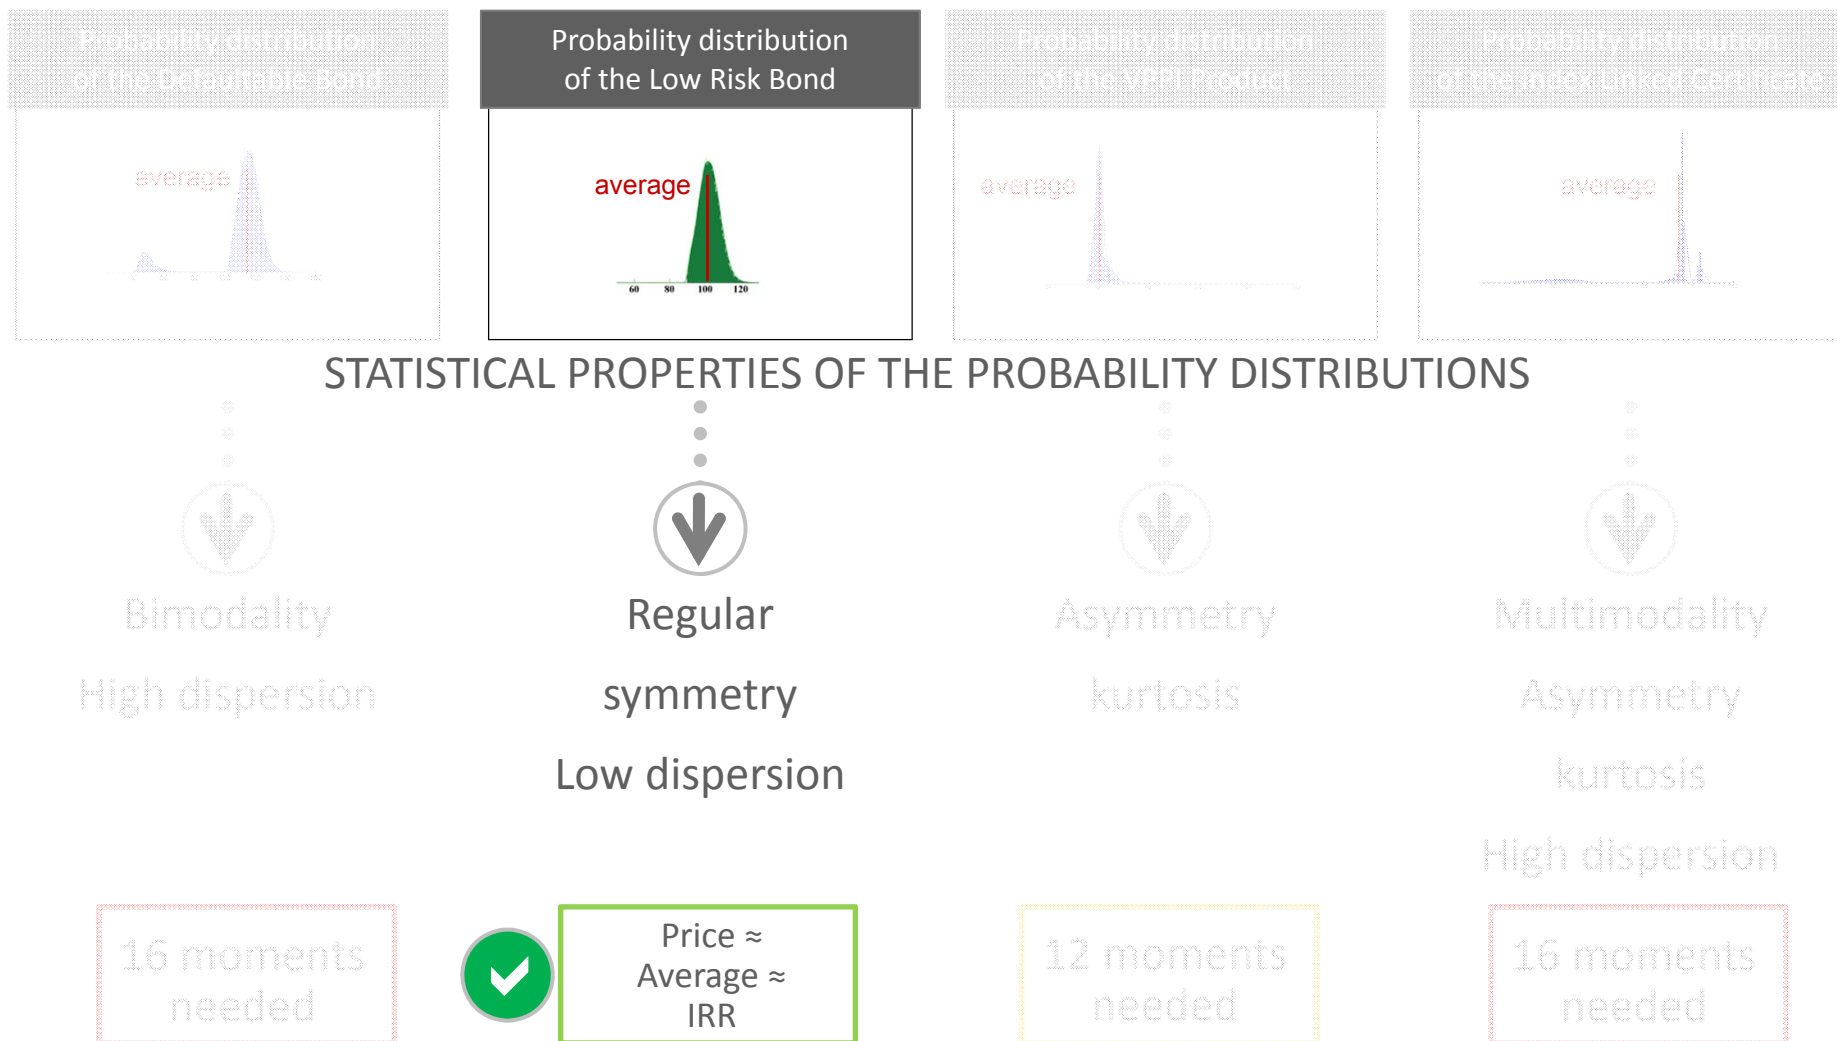 Probability distribution
of the Defaultable Bond
Probability distribution
of the Low Risk Bond
Probability distribution
of the VPPI Product
Probability distribution
of the Index Linked Certificate
average
average
60 80 100 120
average
average
STATISTICAL PROPERTIES OF THE PROBABILITY DISTRIBUTIONS
Bimodality
High dispersion
Regular
symmetry
Low dispersion
Asymmetry
kurtosis
Multimodality
Asymmetry
kurtosis
High dispersion
16 moments
needed
Price ≈
Average ≈
IRR
12 moments
needed
16 moments
needed